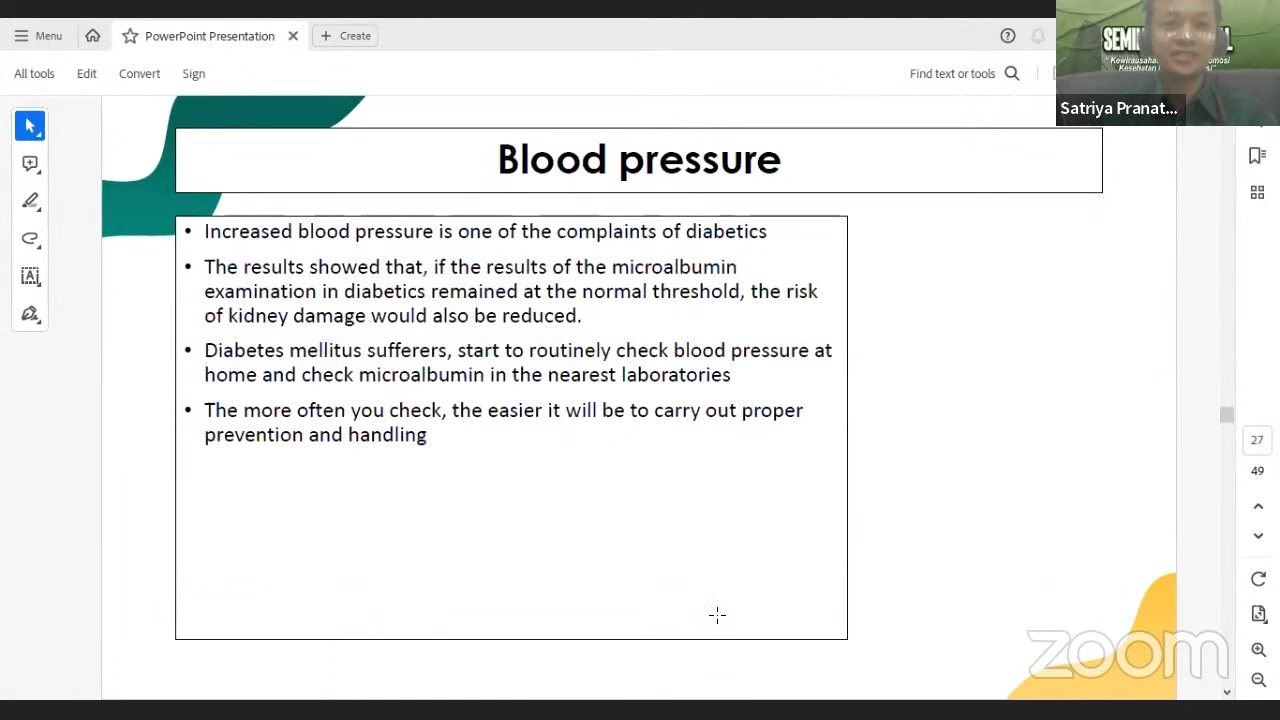 Menu
PowerPoint Presentation
Create
All tools
Edit
Convert
Sign
Find text or tools
"Kewirausaha
omosi
Kesehatan
si"
Satriya Pranat...
Blood pressure
• Increased blood pressure is one of the complaints of diabetics
• The results showed that, if the results of the microalbumin
examination in diabetics remained at the normal threshold, the risk
of kidney damage would also be reduced.
• Diabetes mellitus sufferers, start to routinely check blood pressure at
home and check microalbumin in the nearest laboratories
• The more often you check, the easier it will be to carry out proper
prevention and handling
27
49
zoom